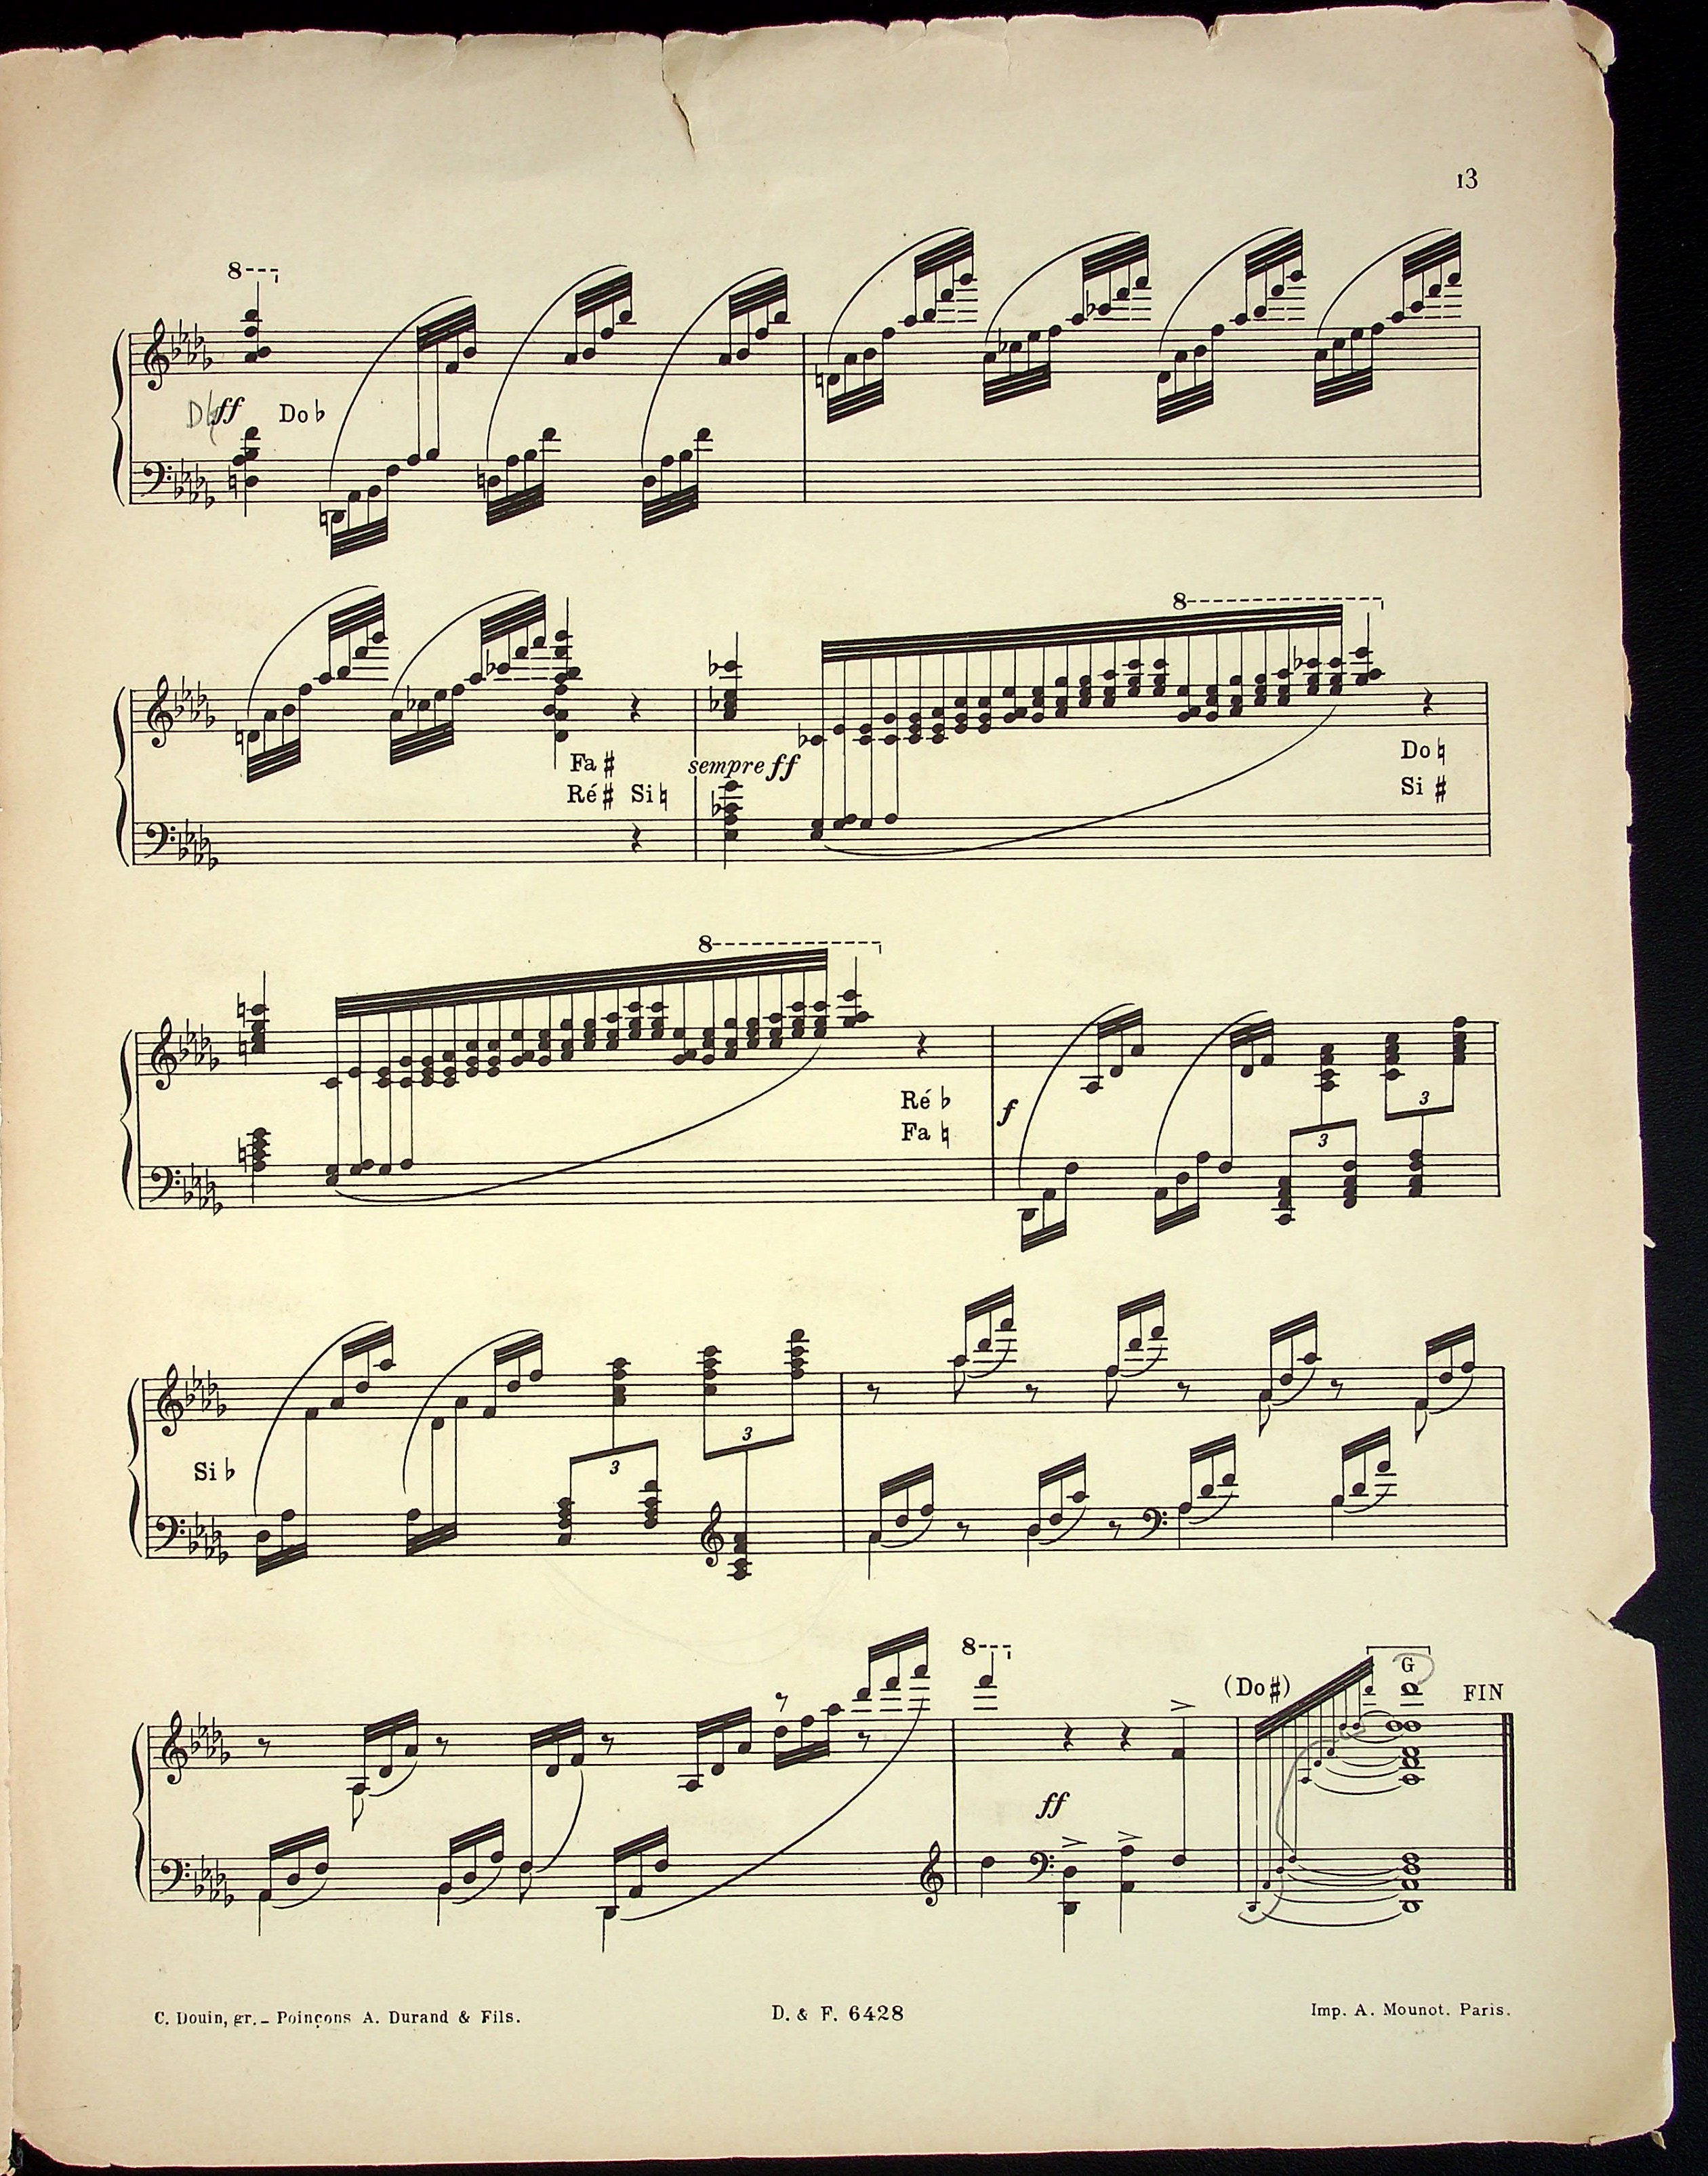 13
8
D♮ ff Do♭
8
Fa♯ sempre ff Do♮
Ré♯ Si♮ Si♯
8
Ré♭ f
Fa♮
3 3
3 3
Si♭
8 (Do♯) G FIN
ff
C. Douin, gr. _ Poinçons A. Durand & Fils. D. & F. 6428 Imp. A. Mounot. Paris.